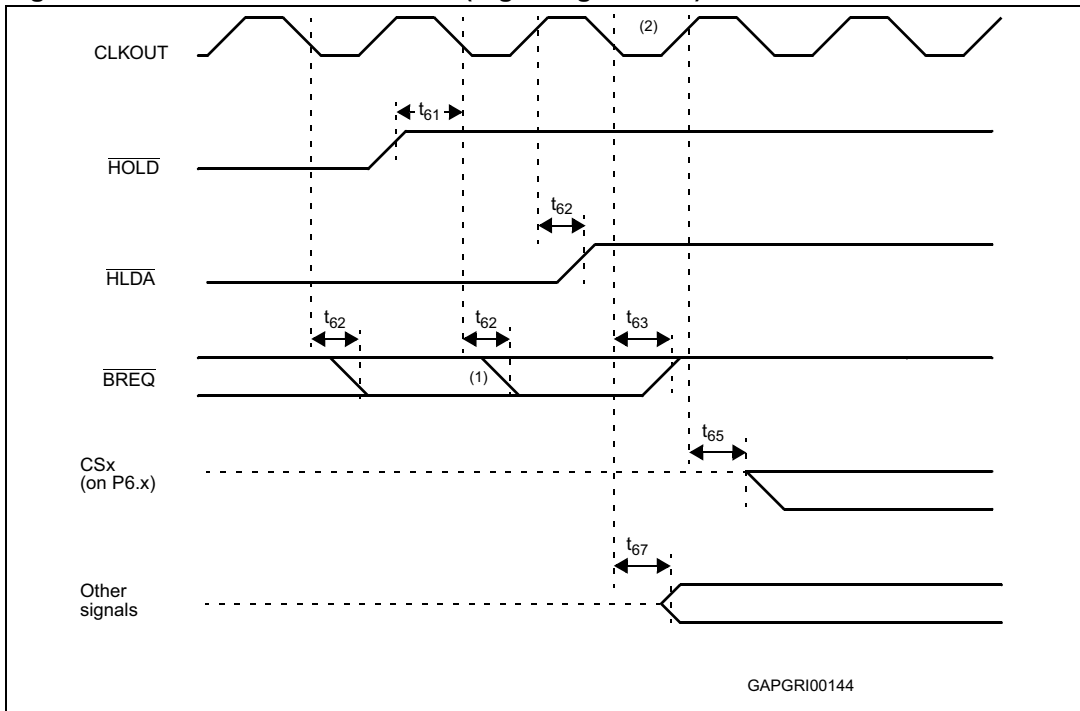 CLKOUT
(2)
t61
HOLD
t62
HLDA
t62
t62
t63
BREQ
(1)
t65
CSx
(on P6.x)
t67
Other
signals
GAPGRI00144